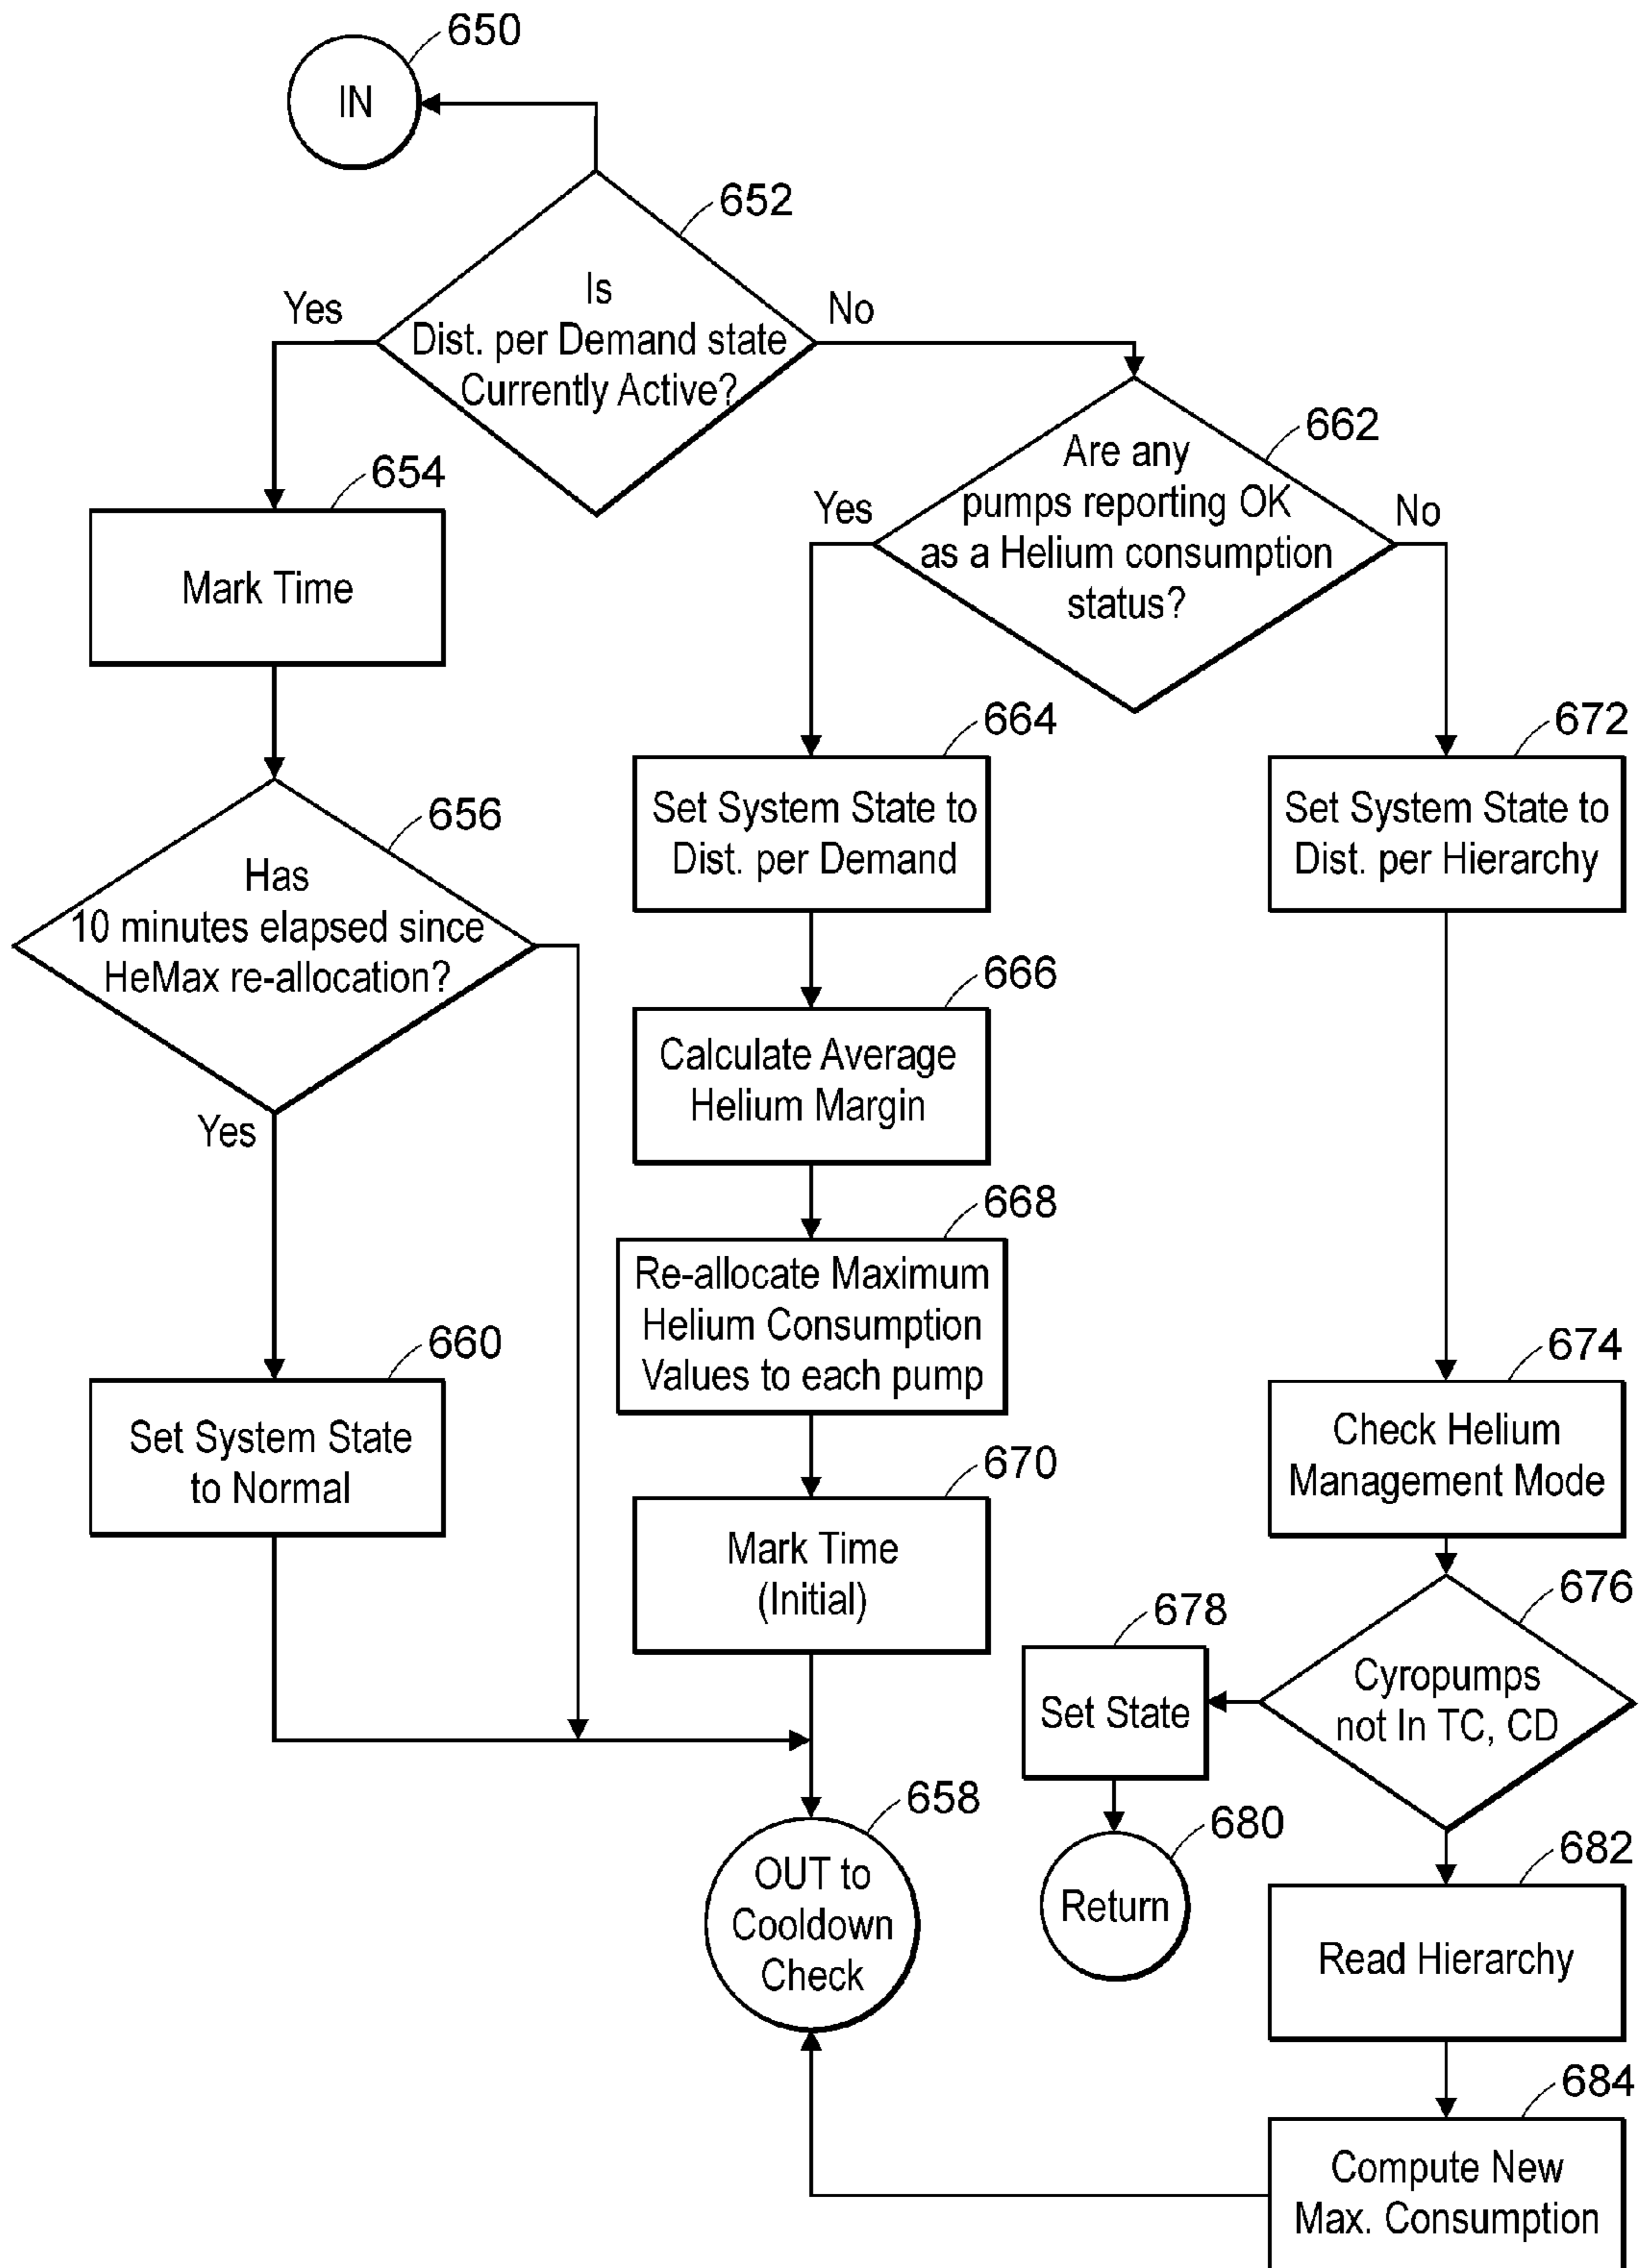 650
IN
652
Is
Dist. per Demand state
Currently Active?
Yes
No
654
Mark Time
662
Are any
pumps reporting OK
as a Helium consumption
status?
Yes
No
656
Has
10 minutes elapsed since
HeMax re-allocation?
Yes
664
Set System State to
Dist. per Demand
672
Set System State to
Dist. per Hierarchy
666
Calculate Average
Helium Margin
668
Re-allocate Maximum
Helium Consumption
Values to each pump
660
Set System State
to Normal
670
Mark Time
(Initial)
674
Check Helium
Management Mode
676
Cyropumps
not In TC, CD
678
Set State
680
Return
658
OUT to
Cooldown
Check
682
Read Hierarchy
684
Compute New
Max. Consumption